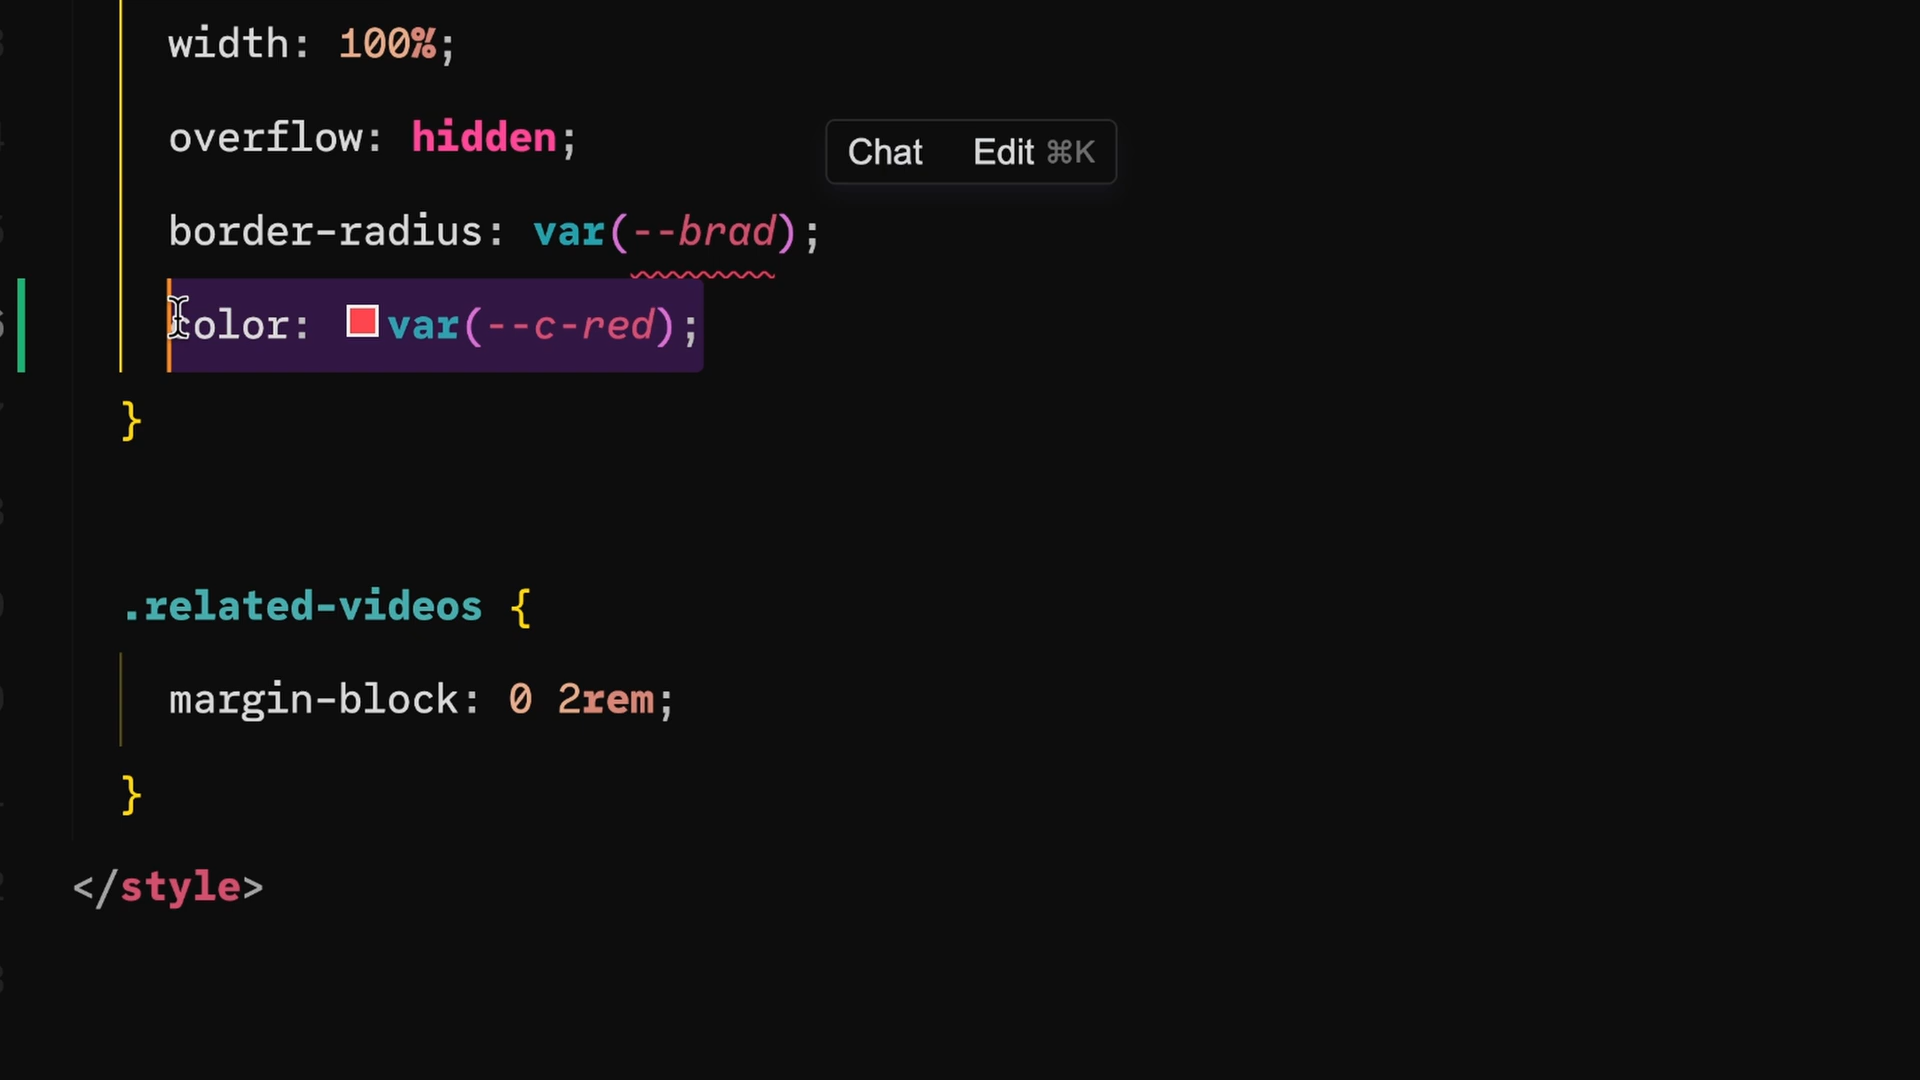 width: 100%;
overflow: hidden;
Chat Edit ⌘K
border-radius: var(--brad);
color: var(--c-red);
}
.related-videos {
margin-block: 0 2rem;
}
</style>